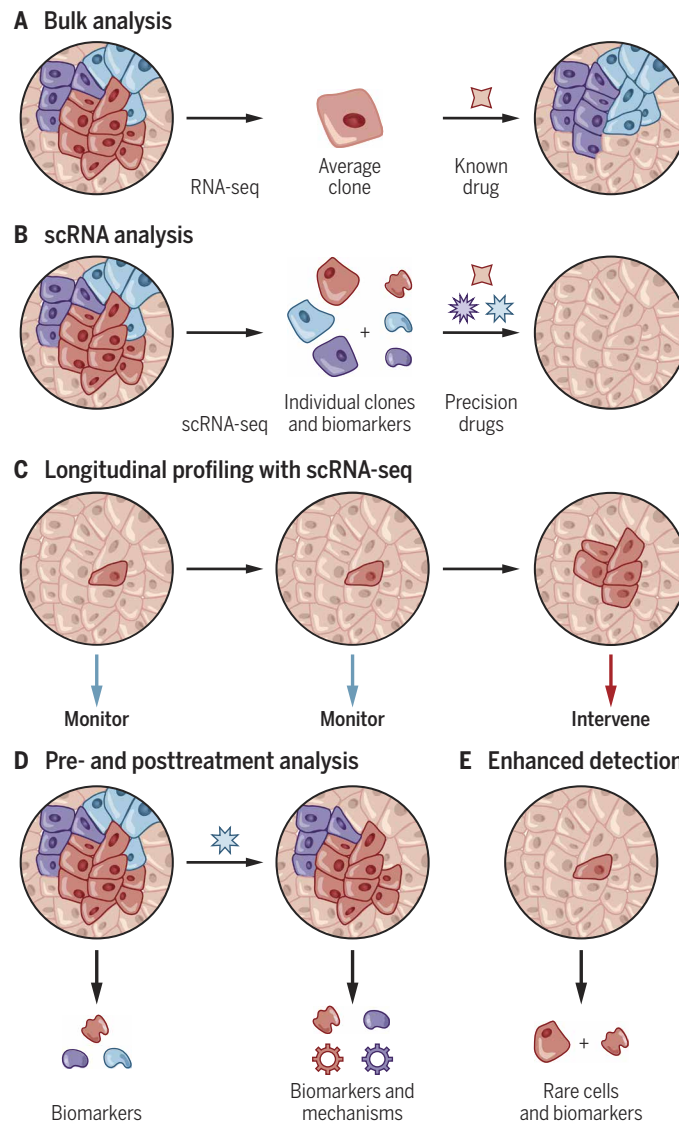 A Bulk analysis
RNA-seq
Average
clone
Known
drug
B scRNA analysis
scRNA-seq
+
Individual clones
and biomarkers
Precision
drugs
C Longitudinal profiling with scRNA-seq
Monitor
Monitor
Intervene
D Pre- and posttreatment analysis
Biomarkers
Biomarkers and
mechanisms
E Enhanced detection
+
Rare cells
and biomarkers